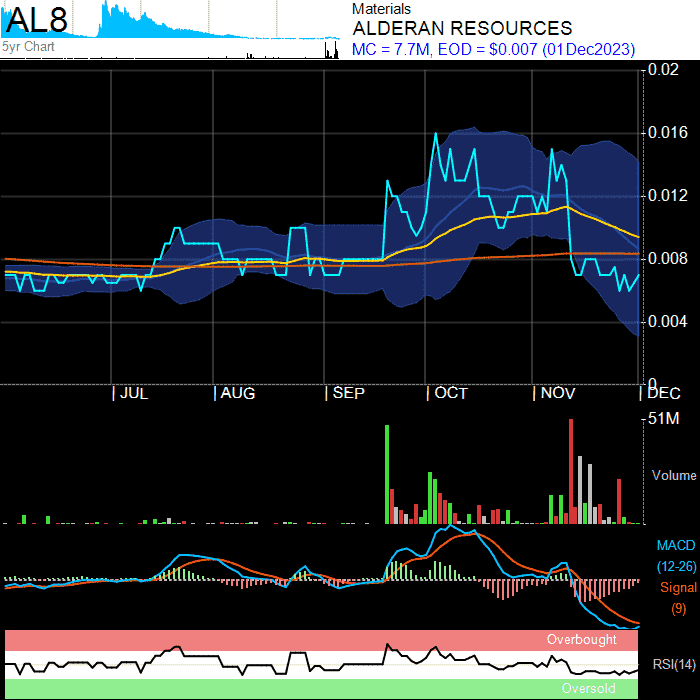 AL8
5yr Chart
Materials
ALDERAN RESOURCES
MC = 7.7M, EOD = $0.007 (01Dec2023)
0.02
0.016
0.012
0.008
0.004
0
JUL AUG SEP OCT NOV DEC
51M
Volume
MACD
(12-26)
Signal
(9)
Overbought
RSI(14)
Oversold